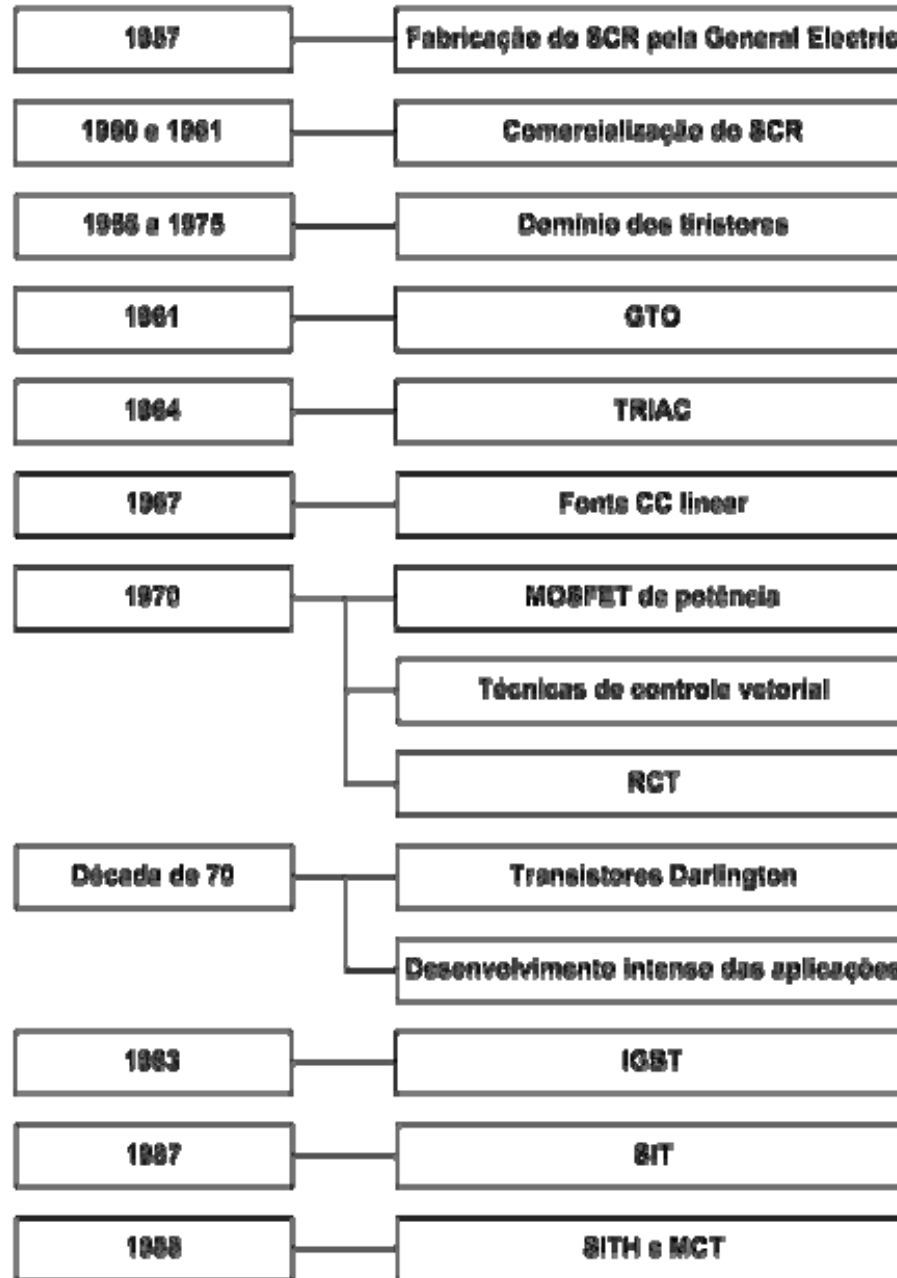 1957
Fabricação do SCR pela General Electric
1960 e 1961
Comercialização do SCR
1958 a 1975
Domínio dos tiristores
1961
GTO
1964
TRIAC
1967
Fonte CC linear
1970
MOSFET de potência
Técnicas de controle vetorial
RCT
Década de 70
Transistores Darlington
Desenvolvimento intenso das aplicações
1983
IGBT
1987
SIT
1988
SITH e MCT